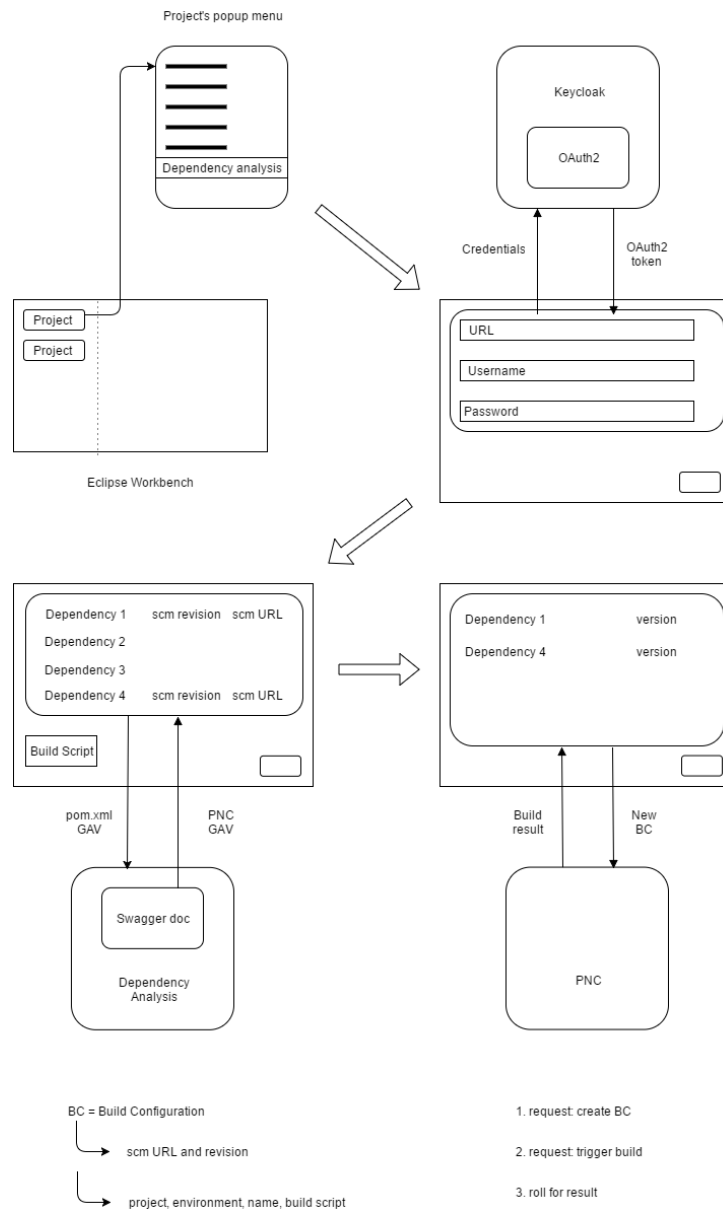 Project's popup menu
Dependency analysis
Keycloak
OAuth2
Credentials
OAuth2
token
Project
Project
Eclipse Workbench
URL
Username
Password
Dependency 1 scm revision scm URL
Dependency 2
Dependency 3
Dependency 4 scm revision scm URL
Build Script
Dependency 1 version
Dependency 4 version
pom.xml
GAV
PNC
GAV
Build
result
New
BC
Swagger doc
Dependency
Analysis
PNC
BC = Build Configuration
scm URL and revision
project, environment, name, build script
1. request: create BC
2. request: trigger build
3. roll for result